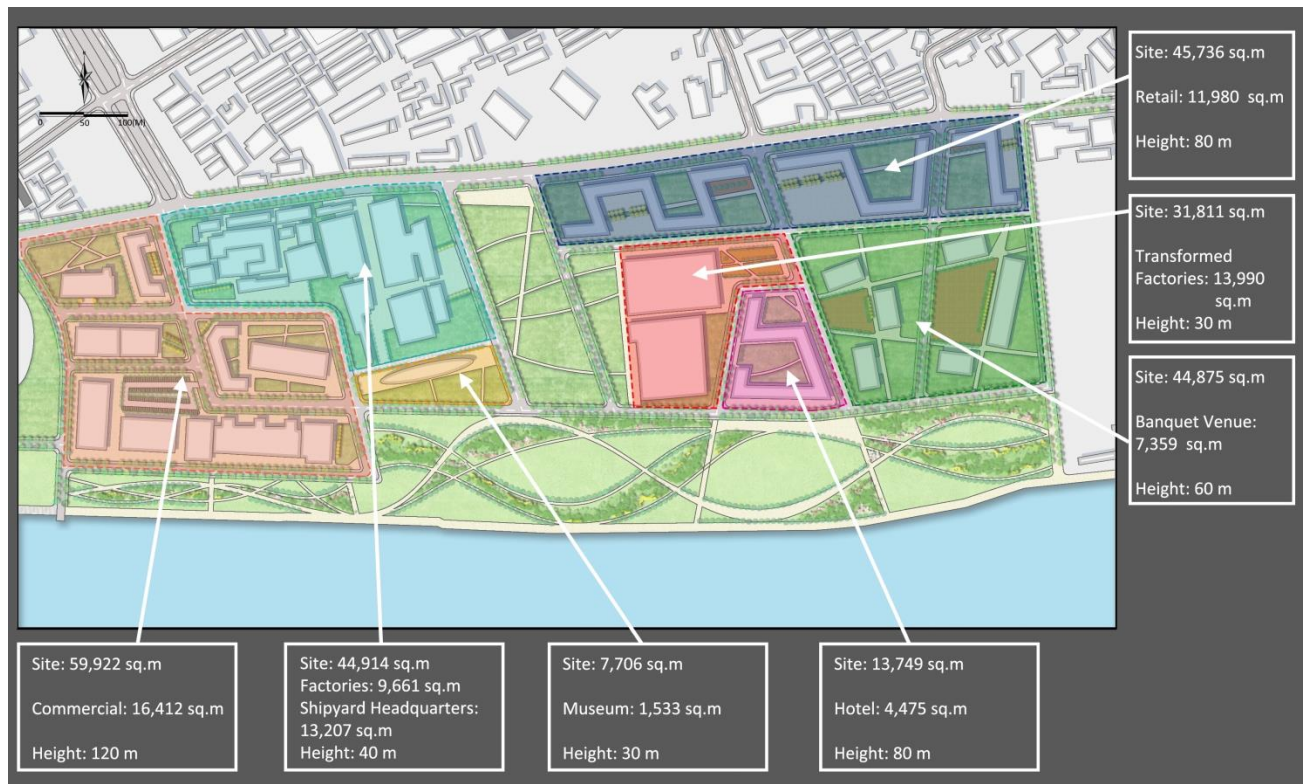 0 50 100(M)
Site: 45,736 sq.m
Retail: 11,980 sq.m
Height: 80 m
Site: 31,811 sq.m
Transformed
Factories: 13,990
sq.m
Height: 30 m
Site: 44,875 sq.m
Banquet Venue:
7,359 sq.m
Height: 60 m
Site: 59,922 sq.m
Commercial: 16,412 sq.m
Height: 120 m
Site: 44,914 sq.m
Factories: 9,661 sq.m
Shipyard Headquarters:
13,207 sq.m
Height: 40 m
Site: 7,706 sq.m
Museum: 1,533 sq.m
Height: 30 m
Site: 13,749 sq.m
Hotel: 4,475 sq.m
Height: 80 m